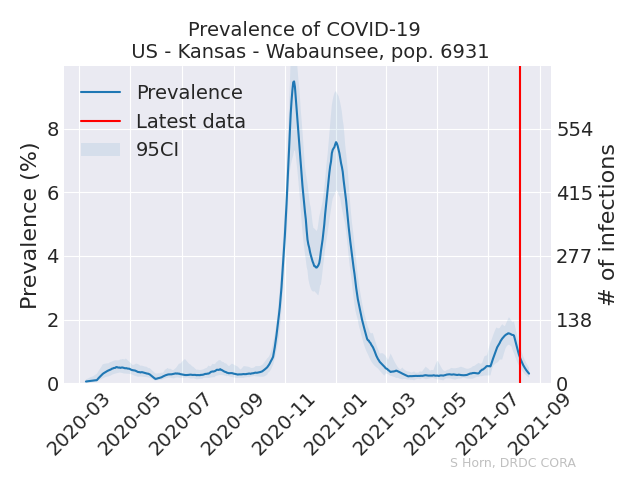 Prevalence of COVID-19
US - Kansas - Wabaunsee, pop. 6931
Prevalence
Latest data
95CI
Prevalence (%)
8
6
4
2
0
554
415
277
138
0
# of infections
2020-03
2020-05
2020-07
2020-09
2020-11
2021-01
2021-03
2021-05
2021-07
2021-09
S Horn, DRDC CORA